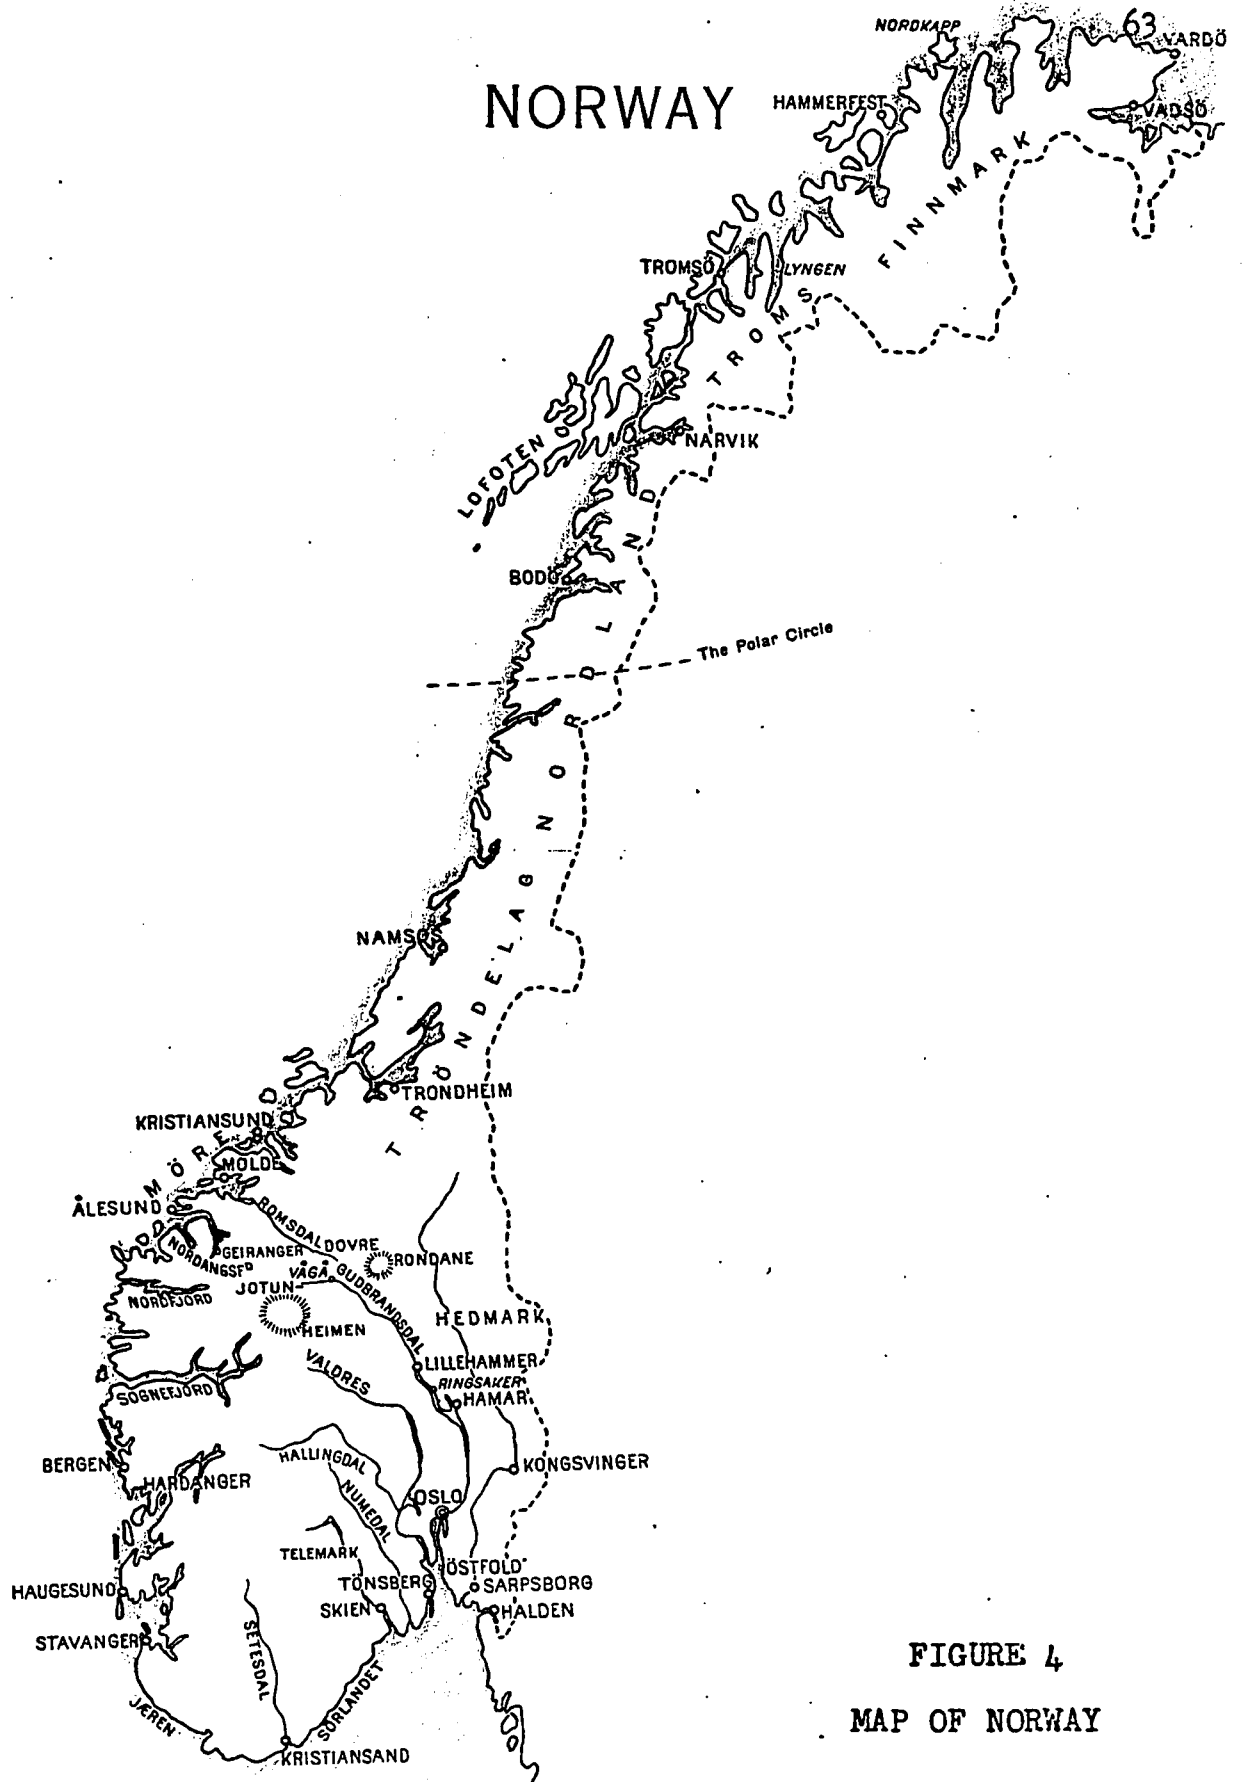 63
NORDKAPP
VARDÖ
NORWAY
HAMMERFEST
VADSÖ
FINNMARK
TROMSÖ
LYNGEN
TROMS
LOFOTEN
NARVIK
BODÖ
NORDLAND
The Polar Circle
NAMSOS
TRÖNDELAG
TRONDHEIM
KRISTIANSUND
MÖRE
MOLDE
ÅLESUND
ROMSDAL
DOVRE
GEIRANGER
RONDANE
NORDANGSFD
VÅGÅ
GUDBRANDSDAL
JOTUN-
NORDFJORD
HEDMARK
HEIMEN
LILLEHAMMER
VALDRES
RINGSAKER
SOGNEFJORD
HAMAR
BERGEN
HALLINGDAL
KONGSVINGER
HARDANGER
NUMEDAL
OSLO
TELEMARK
ÖSTFOLD
TÖNSBERG
SARPSBORG
HAUGESUND
SKIEN
HALDEN
STAVANGER
SETESDAL
SÖRLANDET
JÆREN
KRISTIANSAND
FIGURE 4
MAP OF NORWAY